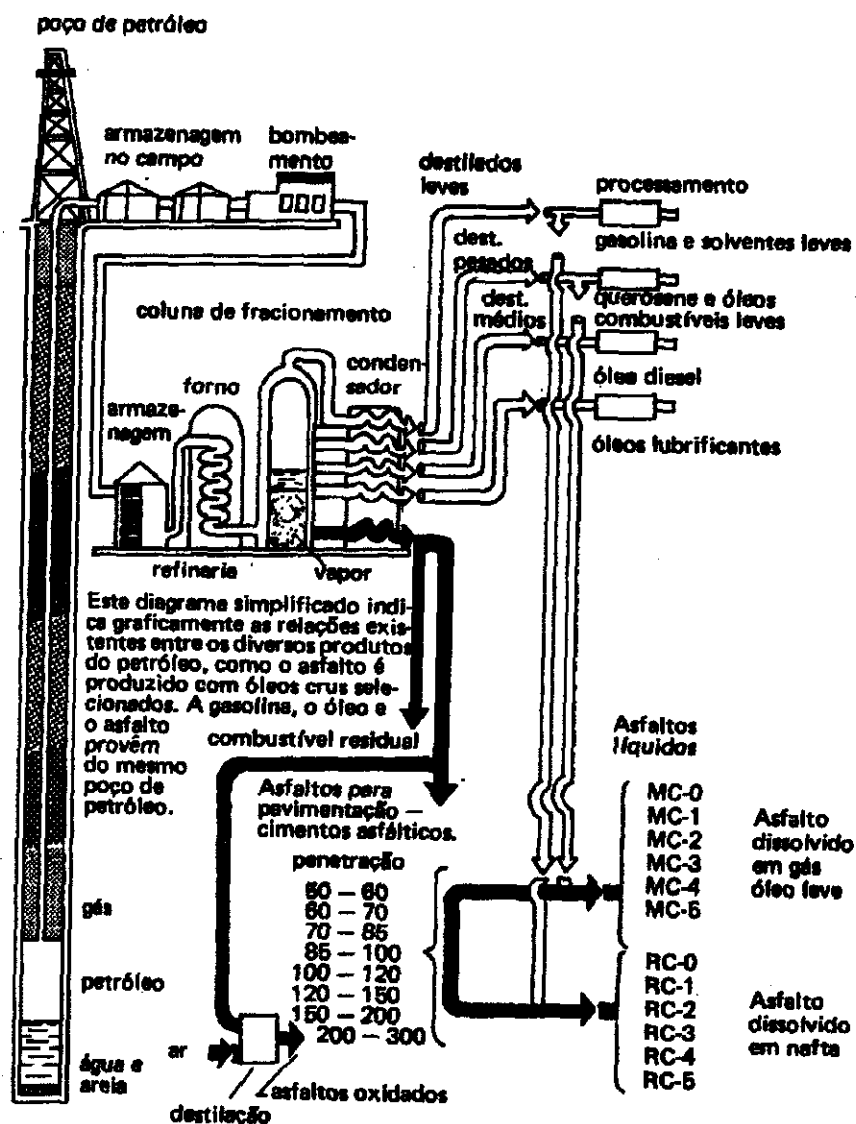 poço de petróleo
armazenagem
no campo
bombea-
mento
destilados
leves
processamento
gasolina e solventes leves
dest.
pesados
querosene e óleos
combustíveis leves
dest.
médios
óleo diesel
óleos lubrificantes
coluna de fracionamento
conden-
sador
forno
armaze-
nagem
refinaria
vapor
Este diagrama simplificado indi-
ca graficamente as relações exis-
tentes entre os diversos produtos
do petróleo, como o asfalto é
produzido com óleos crus sele-
cionados. A gasolina, o óleo e
o asfalto
provêm
do mesmo
poço de
petróleo.
combustível residual
Asfaltos para
pavimentação —
cimentos asfálticos.
penetração
50 — 60
60 — 70
70 — 85
85 — 100
100 — 120
120 — 150
150 — 200
200 — 300
Asfaltos
líquidos
MC-0
MC-1
MC-2
MC-3
MC-4
MC-5
Asfalto
dissolvido
em gás
óleo leve
RC-0
RC-1
RC-2
RC-3
RC-4
RC-5
Asfalto
dissolvido
em nafta
gás
petróleo
água e
areia
ar
asfaltos oxidados
destilação